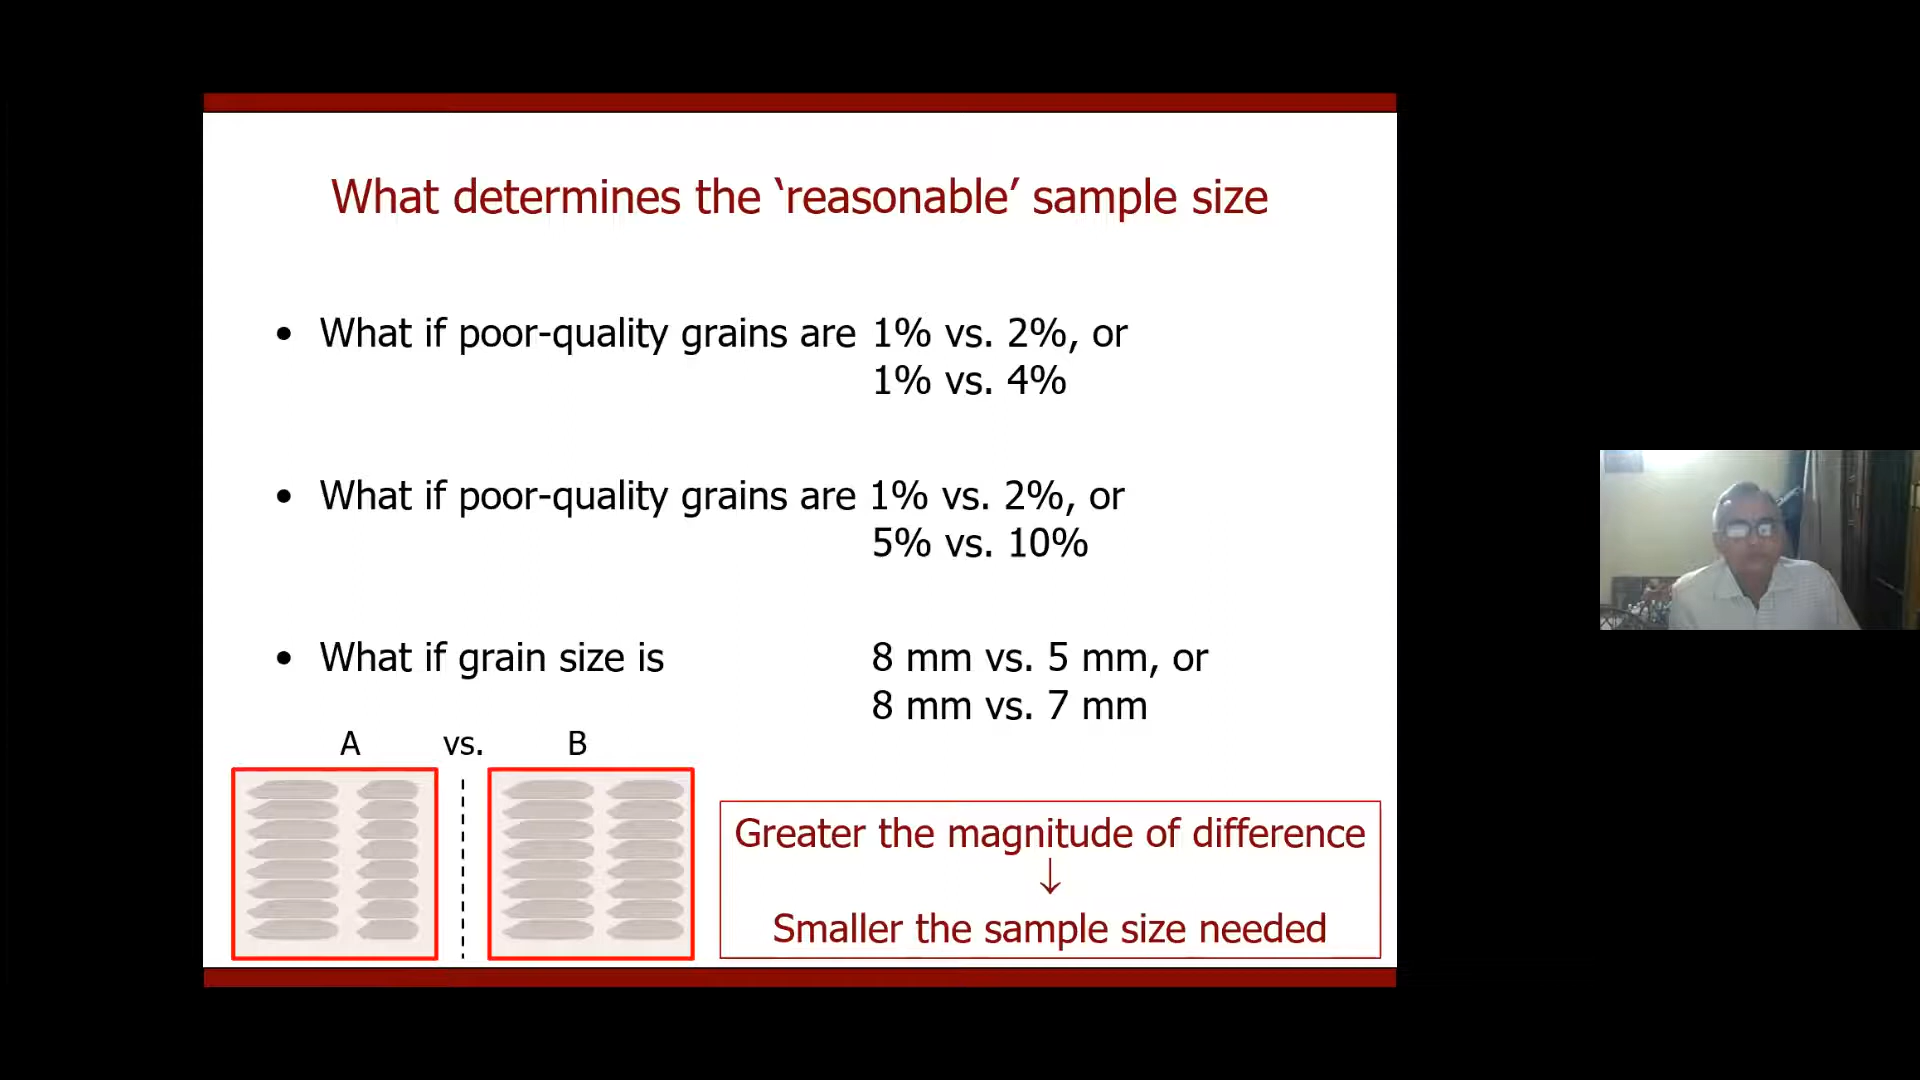 What determines the ‘reasonable’ sample size
• What if poor-quality grains are 1% vs. 2%, or
1% vs. 4%
• What if poor-quality grains are 1% vs. 2%, or
5% vs. 10%
• What if grain size is 8 mm vs. 5 mm, or
8 mm vs. 7 mm
A vs. B
Greater the magnitude of difference
↓
Smaller the sample size needed